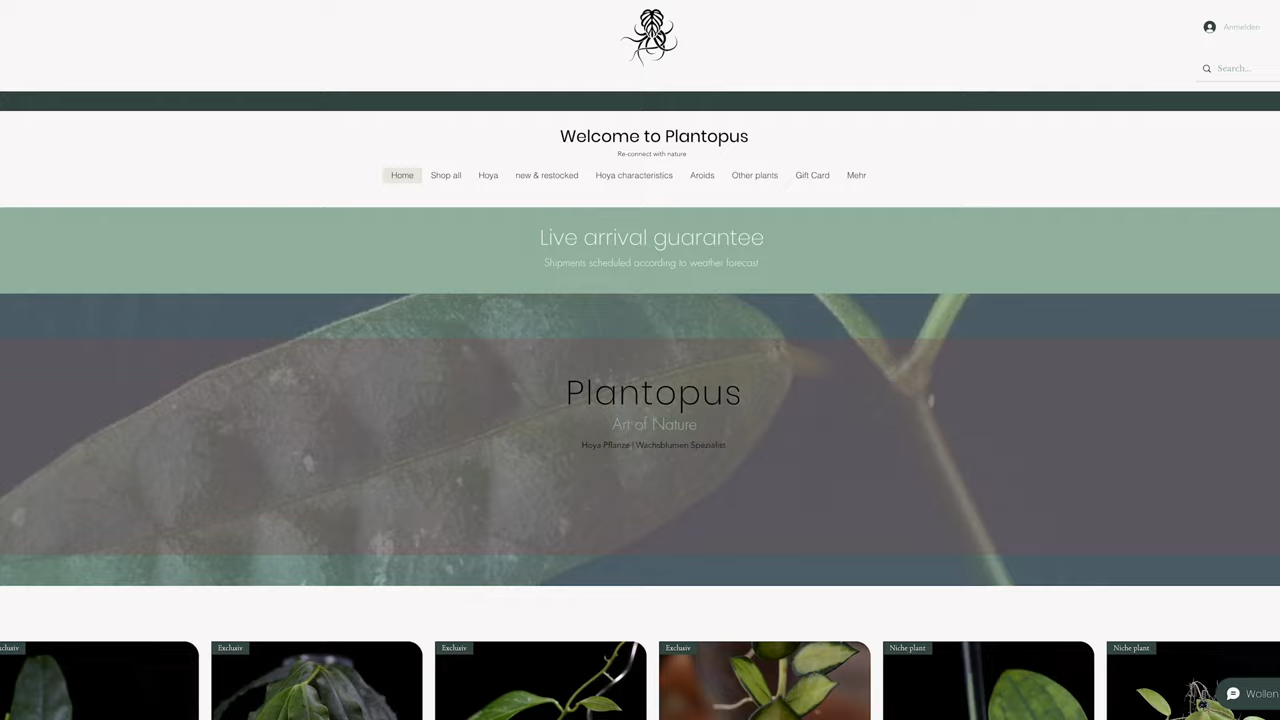 Anmelden
Search...
Welcome to Plantopus
Re-connect with nature
Home Shop all Hoya new & restocked Hoya characteristics Aroids Other plants Gift Card Mehr
Live arrival guarantee
Shipments scheduled according to weather forecast
Plantopus
Art of Nature
Hoya Pflanze | Wachsblumen Spezialist
Exclusiv Exclusiv Exclusiv Niche plant Niche plant
Wollen